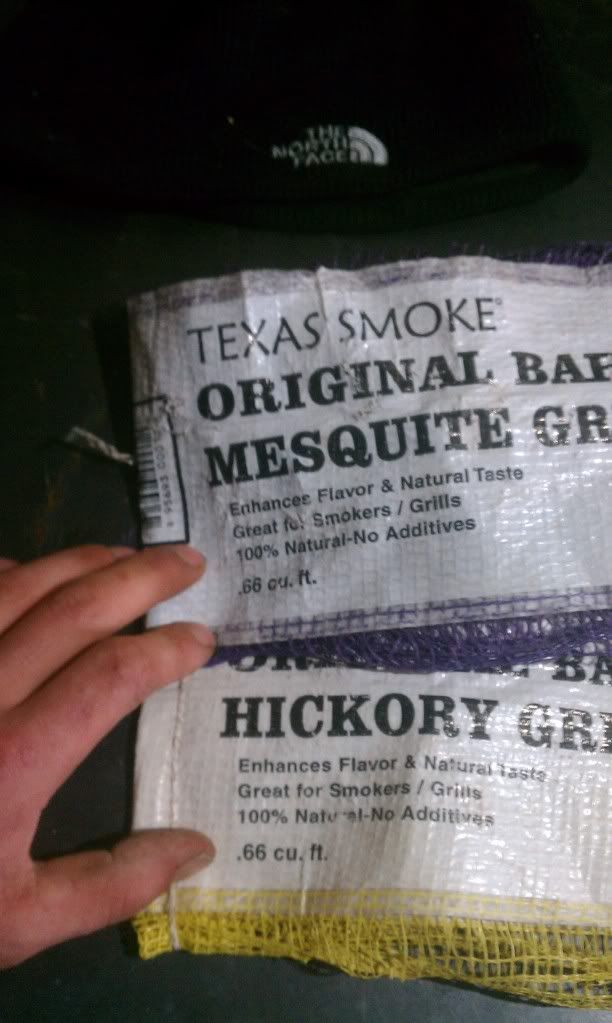 THE
NORTH
FACE
TEXAS SMOKE®
ORIGINAL BAR
MESQUITE GR
Enhances Flavor & Natural Taste
Great for Smokers / Grills
100% Natural-No Additives
.66 cu. ft.
HICKORY GRI
Enhances Flavor & Natural Taste
Great for Smokers / Grills
100% Natural-No Additives
.66 cu. ft.